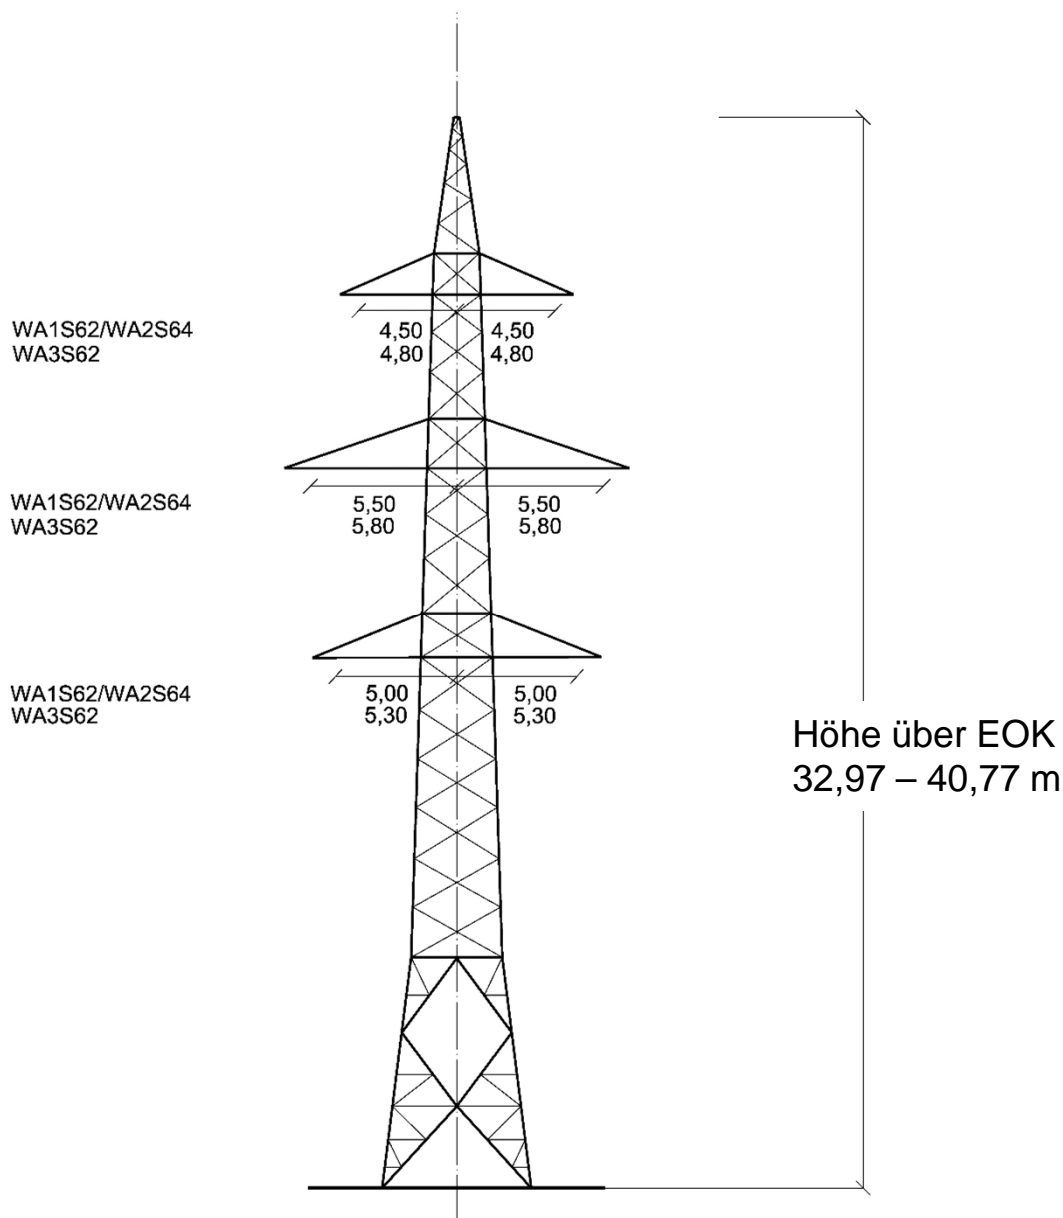 WA1S62/WA2S64 4,50 4,50
WA3S62 4,80 4,80
WA1S62/WA2S64 5,50 5,50
WA3S62 5,80 5,80
WA1S62/WA2S64 5,00 5,00
WA3S62 5,30 5,30
Höhe über EOK
32,97 – 40,77 m